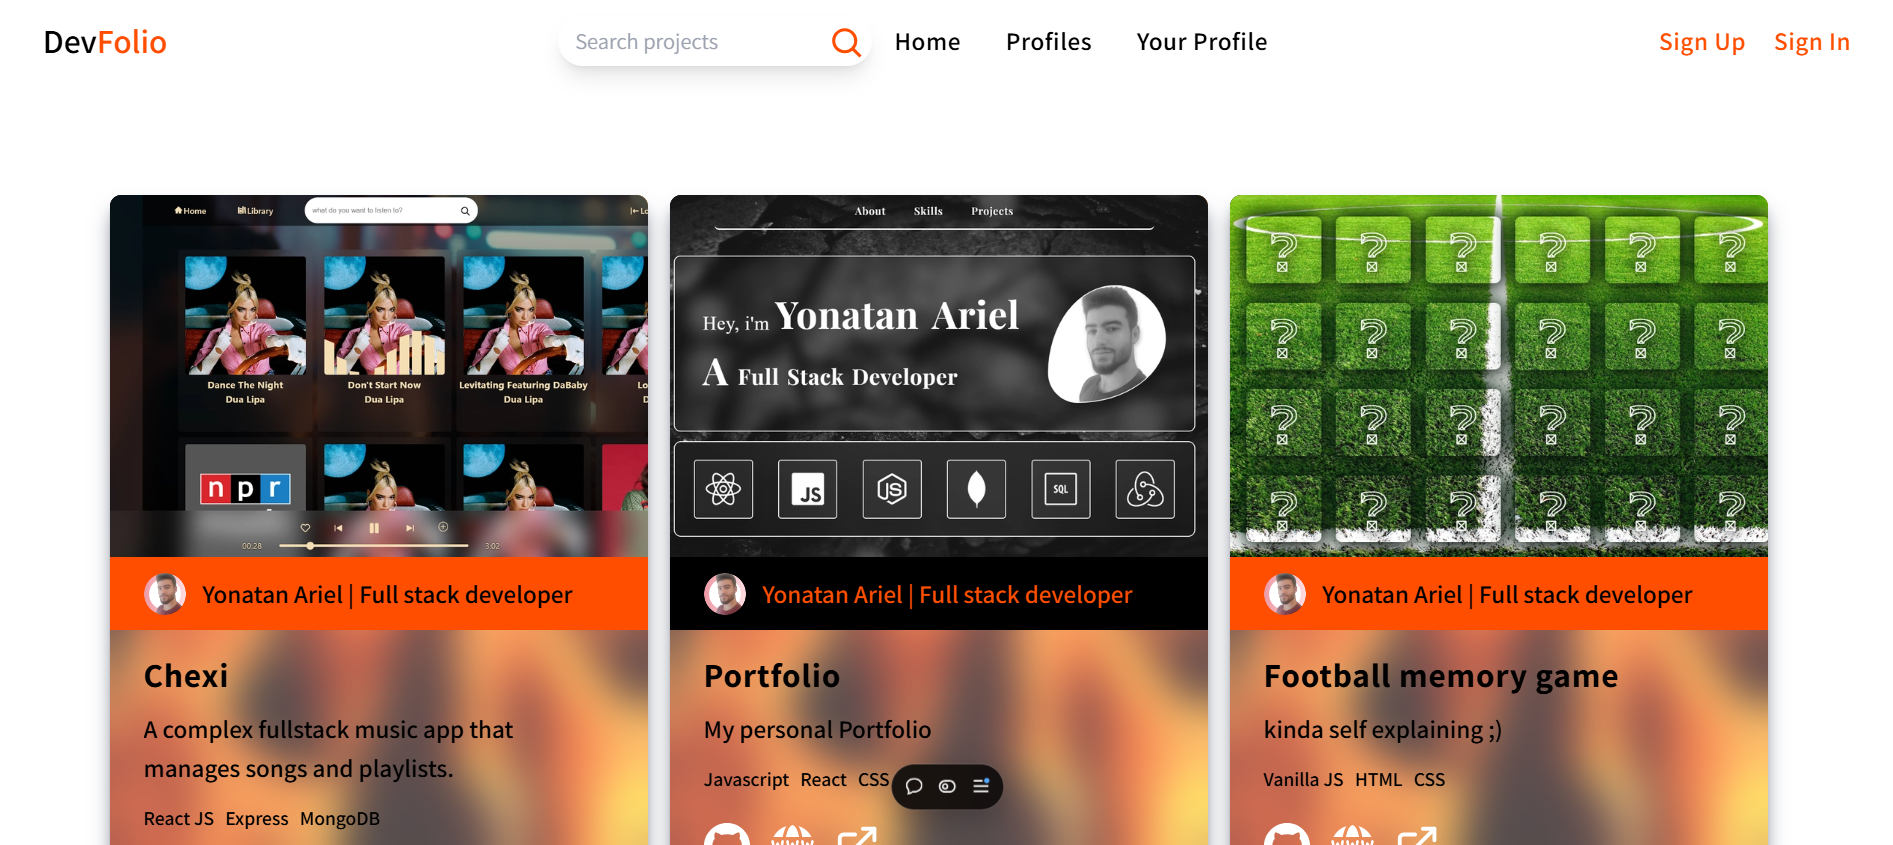 DevFolio
Search projects
Home
Profiles
Your Profile
Sign Up
Sign In
Home
Library
what do you want to listen to?
Dance The Night
Dua Lipa
Don't Start Now
Dua Lipa
Levitating Featuring DaBaby
Dua Lipa
npr
00:28
3:02
Yonatan Ariel | Full stack developer
Chexi
A complex fullstack music app that
manages songs and playlists.
React JS Express MongoDB
About
Skills
Projects
Hey, i'm Yonatan Ariel
A Full Stack Developer
JS
JS
SQL
Yonatan Ariel | Full stack developer
Portfolio
My personal Portfolio
Javascript React CSS
? ? ? ? ? ?
? ? ? ? ? ?
? ? ? ? ? ?
? ? ? ? ? ?
Yonatan Ariel | Full stack developer
Football memory game
kinda self explaining ;)
Vanilla JS HTML CSS